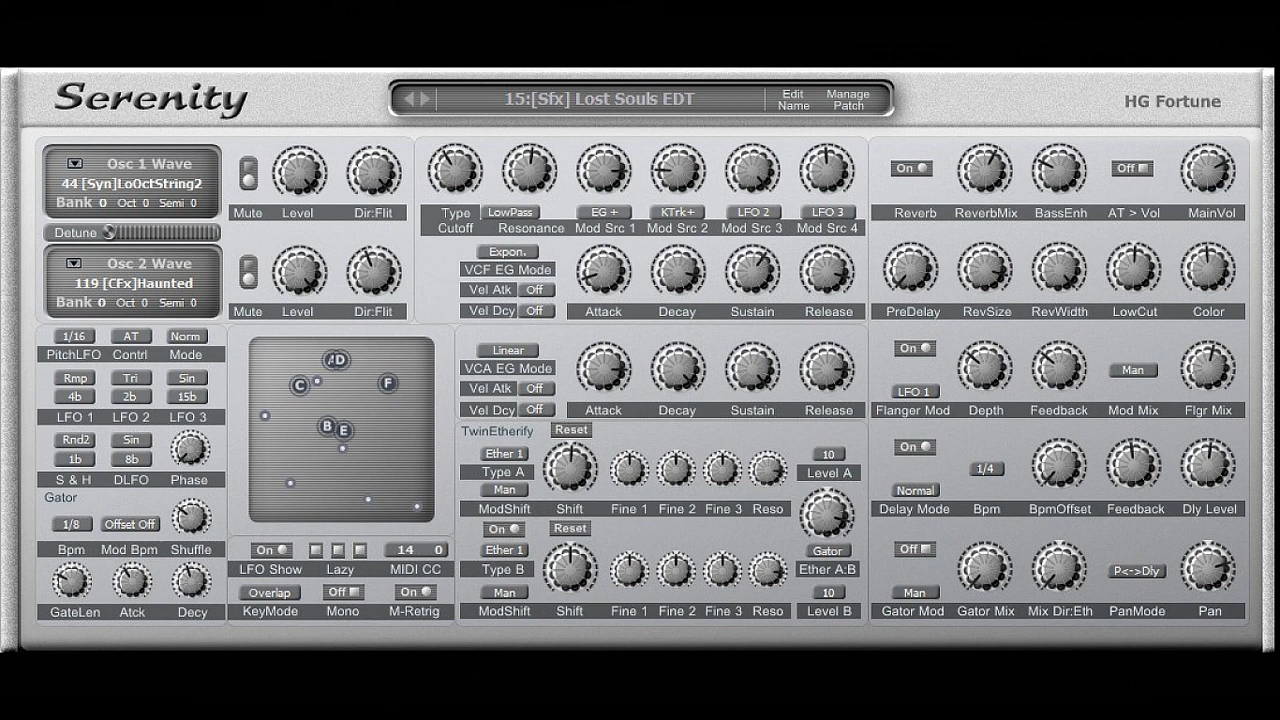 Serenity
15:[Sfx] Lost Souls EDT
Edit Name
Manage Patch
HG Fortune
Osc 1 Wave
44 [Syn]LoOctString2
Bank 0 Oct 0 Semi 0
Detune
Osc 2 Wave
119 [CFx]Haunted
Bank 0 Oct 0 Semi 0
Mute Level Dir:Flit
Mute Level Dir:Flit
Type LowPass EG + KTrk+ LFO 2 LFO 3
Cutoff Resonance Mod Src 1 Mod Src 2 Mod Src 3 Mod Src 4
Expon.
VCF EG Mode
Vel Atk Off
Vel Dcy Off
Attack Decay Sustain Release
On Off
Reverb ReverbMix BassEnh AT > Vol MainVol
PreDelay RevSize RevWidth LowCut Color
1/16 AT Norm
PitchLFO Contrl Mode
Rmp Tri Sin
4b 2b 15b
LFO 1 LFO 2 LFO 3
Rnd2 Sin
1b 8b
S & H DLFO Phase
Gator
1/8 Offset Off
Bpm Mod Bpm Shuffle
GateLen Atck Decy
A D
C F
B E
On 14 0
LFO Show Lazy MIDI CC
Overlap Off On
KeyMode Mono M-Retrig
Linear
VCA EG Mode
Vel Atk Off
Vel Dcy Off
Attack Decay Sustain Release
TwinEtherify Reset
Ether 1 10
Type A Level A
Man
ModShift Shift Fine 1 Fine 2 Fine 3 Reso
On Reset
Ether 1 Gator
Type B Ether A:B
Man 10
ModShift Shift Fine 1 Fine 2 Fine 3 Reso Level B
On
LFO 1 Man
Flanger Mod Depth Feedback Mod Mix Flgr Mix
On
Normal 1/4
Delay Mode Bpm BpmOffset Feedback Dly Level
Off
Man P<->Dly
Gator Mod Gator Mix Mix Dir:Eth PanMode Pan